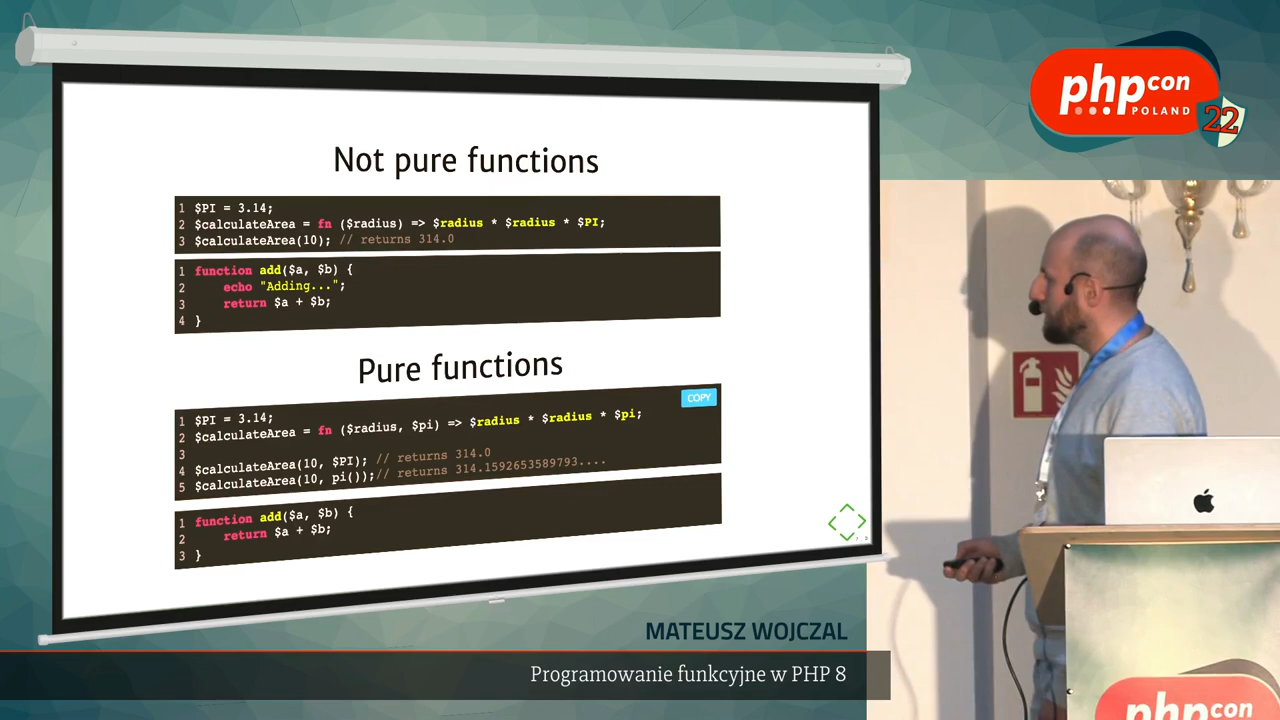 Not pure functions
1 $PI = 3.14;
2 $calculateArea = fn ($radius) => $radius * $radius * $PI;
3 $calculateArea(10); // returns 314.0
1 function add($a, $b) {
2     echo "Adding...";
3     return $a + $b;
4 }
Pure functions
COPY
1 $PI = 3.14;
2 $calculateArea = fn ($radius, $pi) => $radius * $radius * $pi;
3
4 $calculateArea(10, $PI); // returns 314.0
5 $calculateArea(10, pi());// returns 314.1592653589793....
1 function add($a, $b) {
2     return $a + $b;
3 }
phpcon
POLAND
22
MATEUSZ WOJCZAL
Programowanie funkcyjne w PHP 8
phpcon